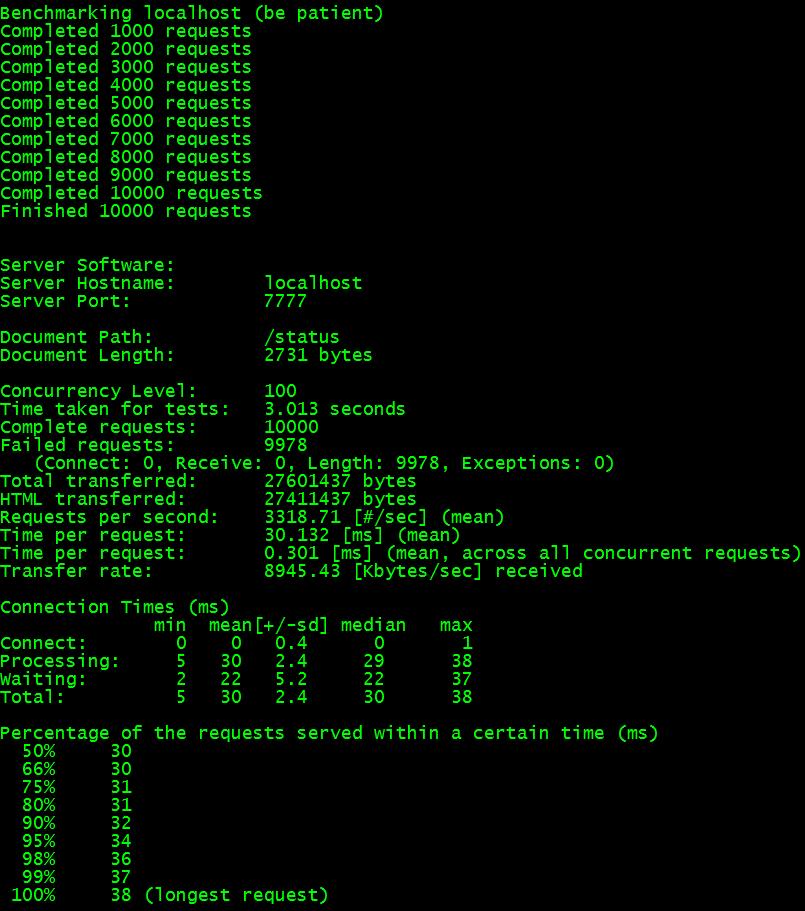 Benchmarking localhost (be patient)
Completed 1000 requests
Completed 2000 requests
Completed 3000 requests
Completed 4000 requests
Completed 5000 requests
Completed 6000 requests
Completed 7000 requests
Completed 8000 requests
Completed 9000 requests
Completed 10000 requests
Finished 10000 requests
Server Software:
Server Hostname:        localhost
Server Port:            7777
Document Path:          /status
Document Length:        2731 bytes
Concurrency Level:      100
Time taken for tests:   3.013 seconds
Complete requests:      10000
Failed requests:        9978
   (Connect: 0, Receive: 0, Length: 9978, Exceptions: 0)
Total transferred:      27601437 bytes
HTML transferred:       27411437 bytes
Requests per second:    3318.71 [#/sec] (mean)
Time per request:       30.132 [ms] (mean)
Time per request:       0.301 [ms] (mean, across all concurrent requests)
Transfer rate:          8945.43 [Kbytes/sec] received
Connection Times (ms)
              min  mean[+/-sd] median   max
Connect:        0    0   0.4      0       1
Processing:     5   30   2.4     29      38
Waiting:        2   22   5.2     22      37
Total:          5   30   2.4     30      38
Percentage of the requests served within a certain time (ms)
  50%     30
  66%     30
  75%     31
  80%     31
  90%     32
  95%     34
  98%     36
  99%     37
 100%     38 (longest request)